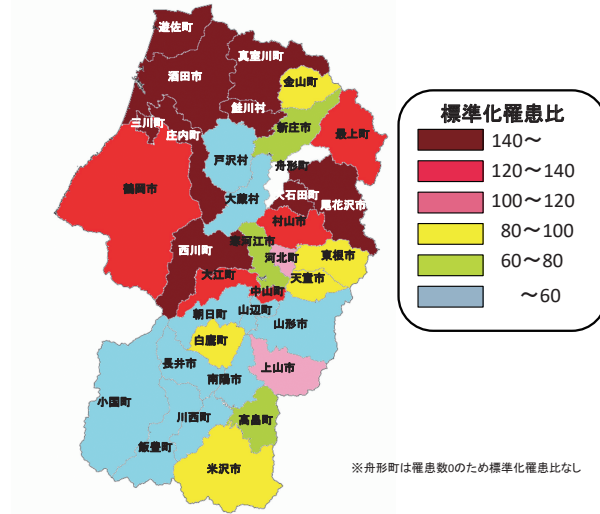 遊佐町
真室川町
酒田市
金山町
鮭川村
三川町
庄内町
新庄市
最上町
戸沢村
舟形町
鶴岡市
大蔵村
大石田町
尾花沢市
村山市
西川町
寒河江市
河北町
東根市
大江町
天童市
中山町
朝日町
山辺町
山形市
白鷹町
長井市
上山市
南陽市
小国町
川西町
高畠町
飯豊町
米沢市
標準化罹患比
140～
120～140
100～120
80～100
60～80
～60
※舟形町は罹患数0のため標準化罹患比なし